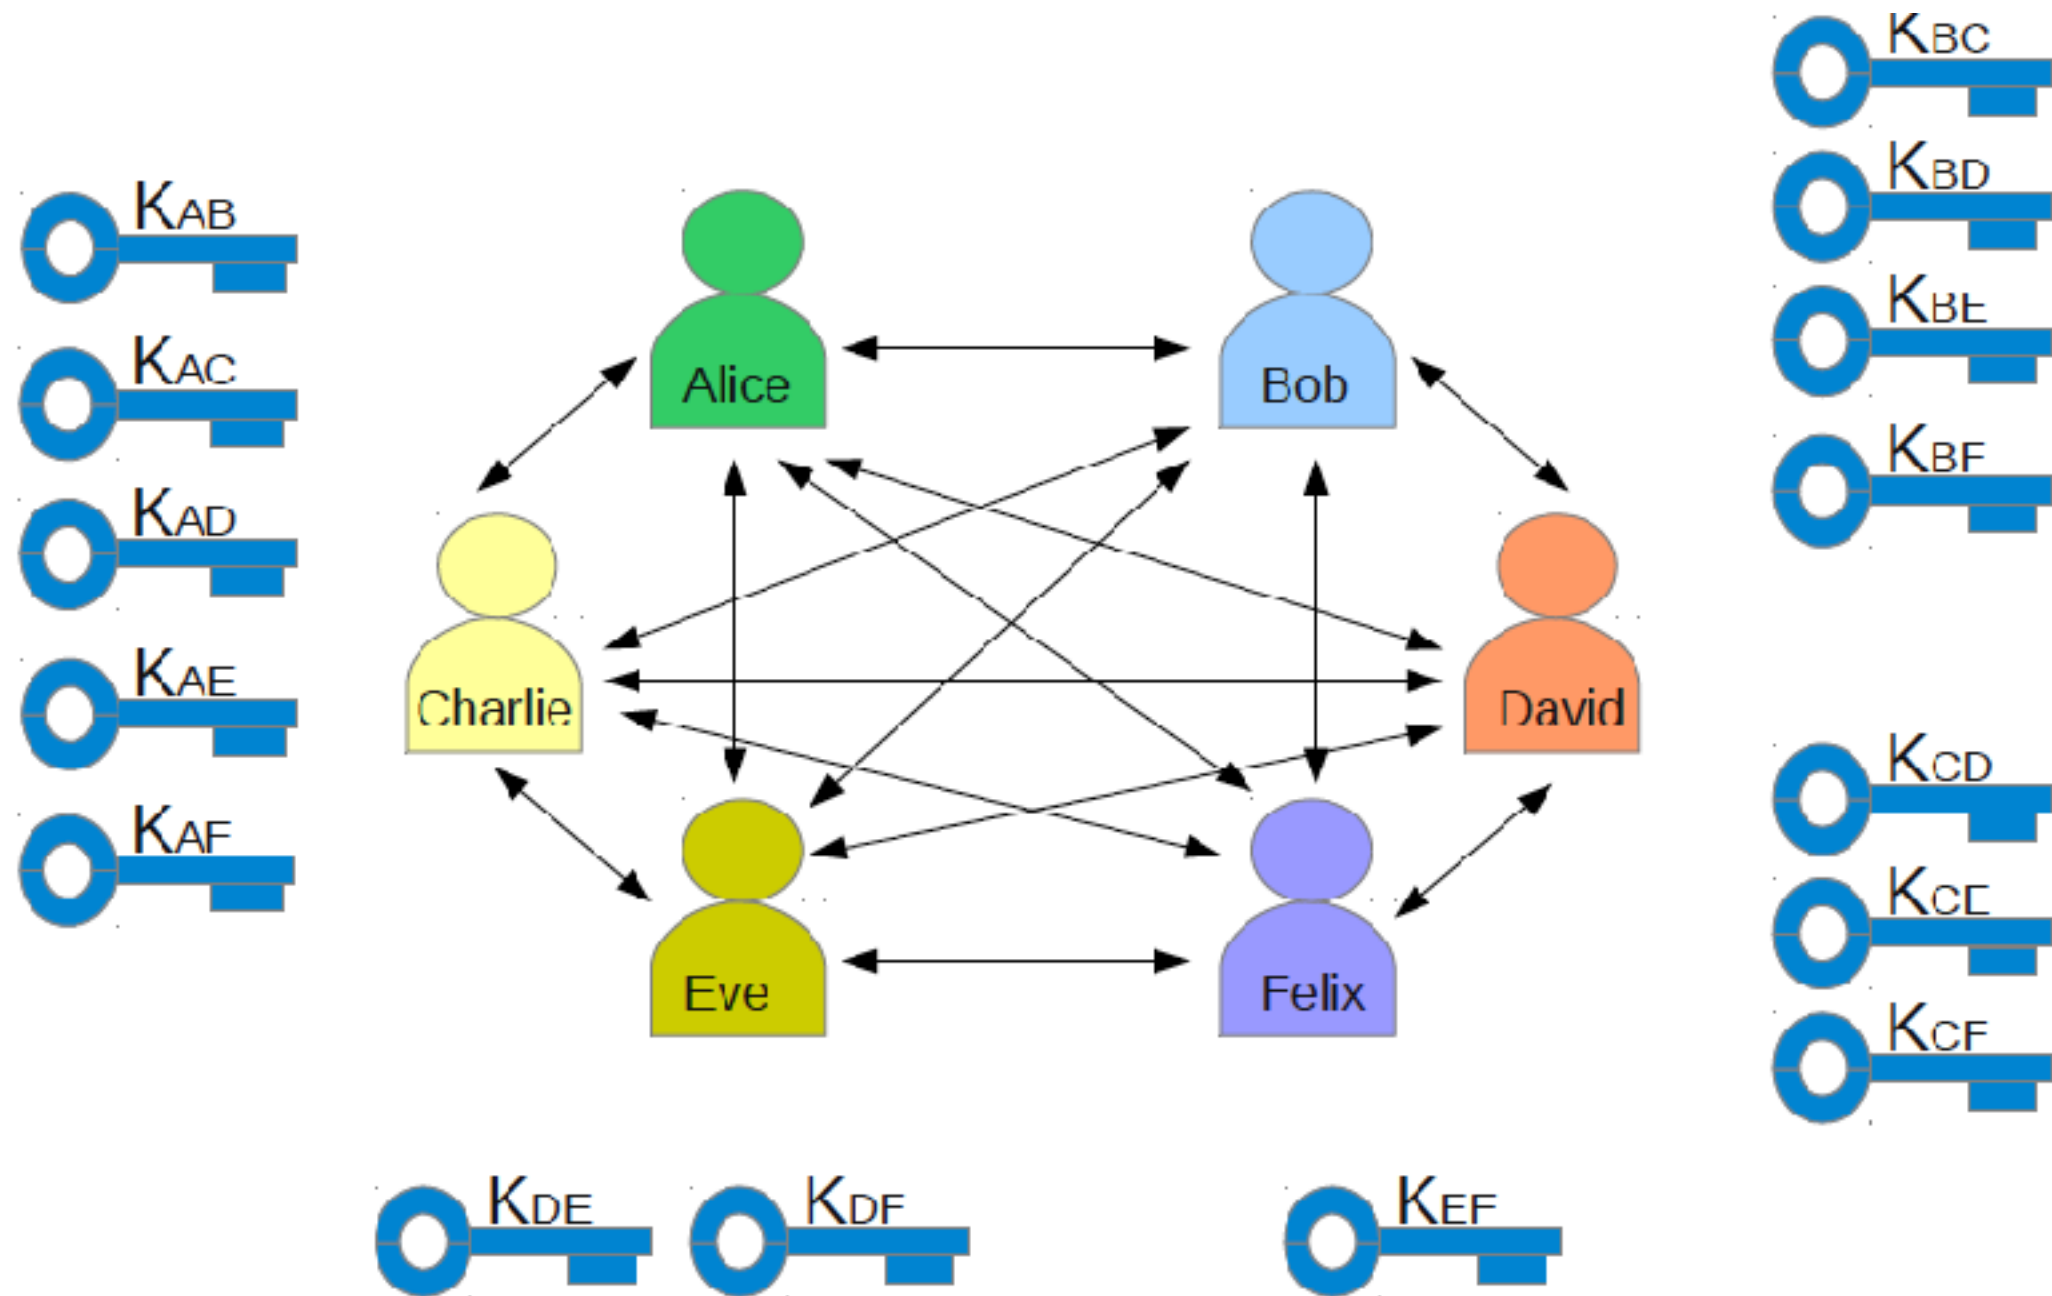 KAB
KAC
KAD
KAE
KAF
Alice
Bob
Charlie
David
Eve
Felix
KBC
KBD
KBE
KBF
KCD
KCE
KCF
KDE
KDF
KEF